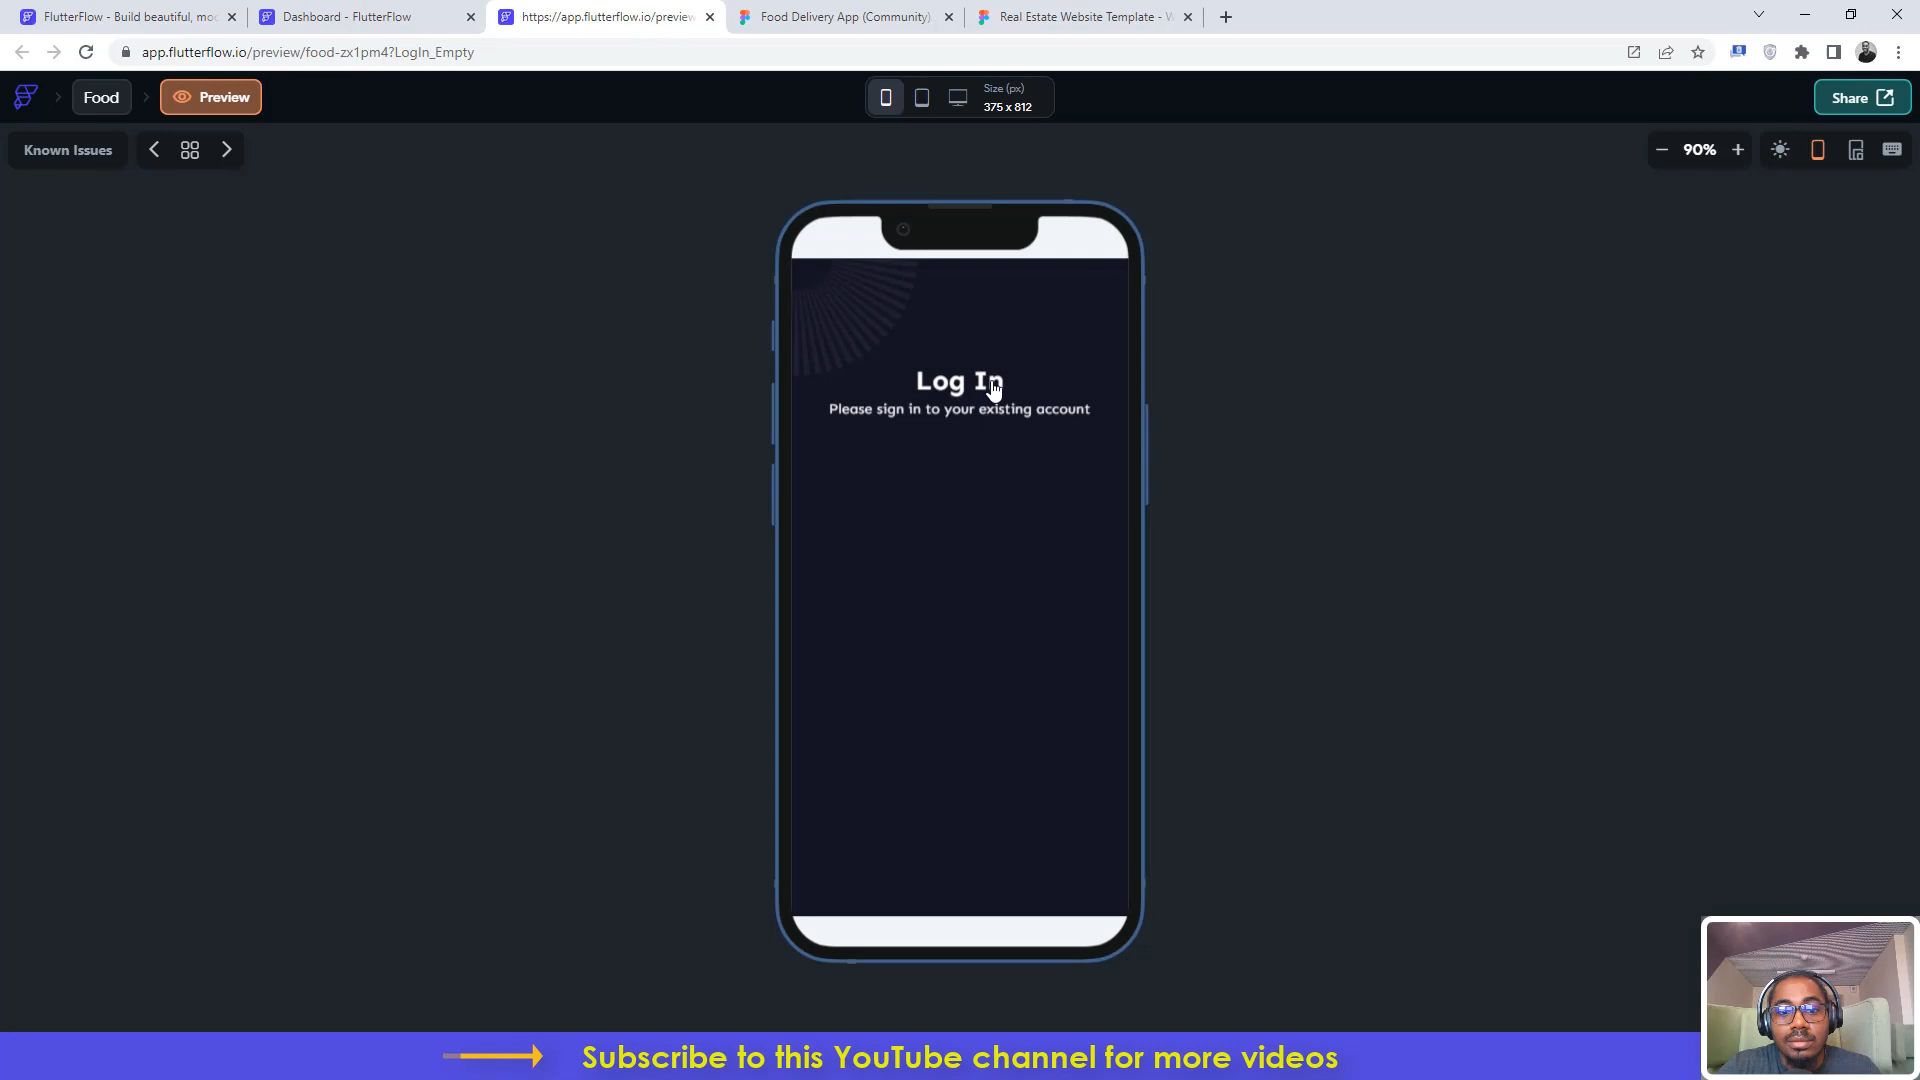 FlutterFlow - Build beautiful, mod
Dashboard - FlutterFlow
https://app.flutterflow.io/preview
Food Delivery App (Community)
Real Estate Website Template - W
app.flutterflow.io/preview/food-zx1pm4?LogIn_Empty
Food
Preview
Size (px)
375 x 812
Share
Known Issues
90%
Log In
Please sign in to your existing account
Subscribe to this YouTube channel for more videos